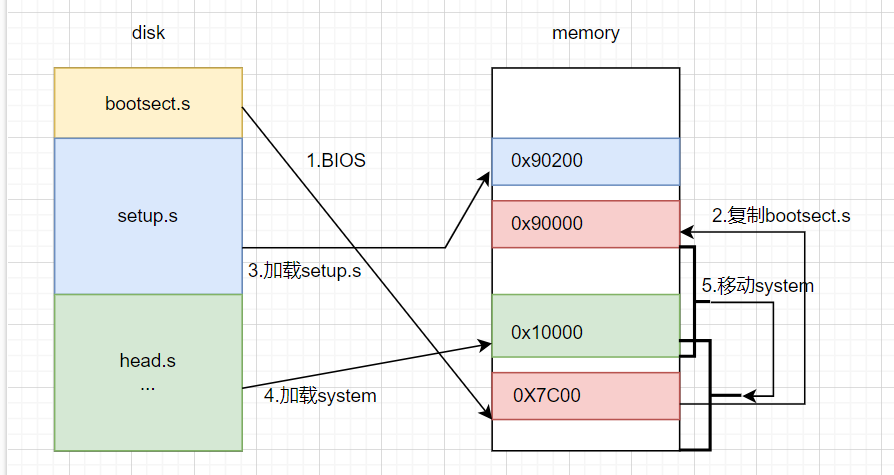 disk
memory
bootsect.s
1.BIOS
0x90200
setup.s
0x90000
2.复制bootsect.s
3.加载setup.s
5.移动system
head.s
...
0x10000
4.加载system
0X7C00